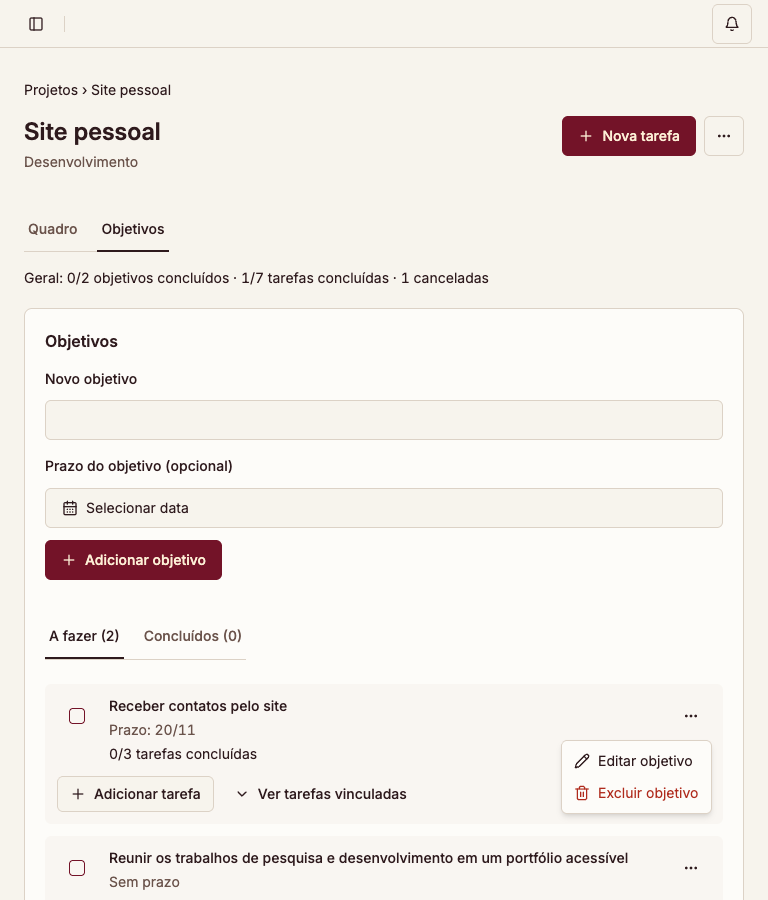 Projetos › Site pessoal
Site pessoal
Desenvolvimento
Nova tarefa
Quadro
Objetivos
Geral: 0/2 objetivos concluídos · 1/7 tarefas concluídas · 1 canceladas
Objetivos
Novo objetivo
Prazo do objetivo (opcional)
Selecionar data
Adicionar objetivo
A fazer (2)
Concluídos (0)
Receber contatos pelo site
Prazo: 20/11
0/3 tarefas concluídas
Adicionar tarefa
Ver tarefas vinculadas
Editar objetivo
Excluir objetivo
Reunir os trabalhos de pesquisa e desenvolvimento em um portfólio acessível
Sem prazo